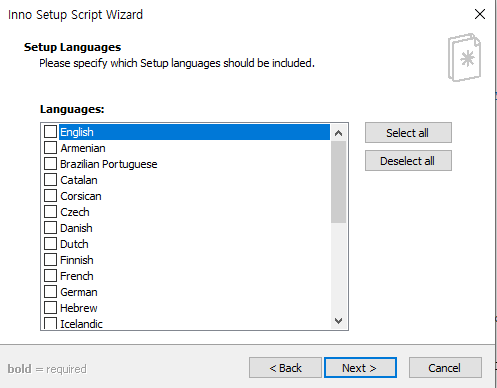 Inno Setup Script Wizard
Setup Languages
Please specify which Setup languages should be included.
Languages:
English
Armenian
Brazilian Portuguese
Catalan
Corsican
Czech
Danish
Dutch
Finnish
French
German
Hebrew
Icelandic
Select all
Deselect all
bold = required
< Back
Next >
Cancel